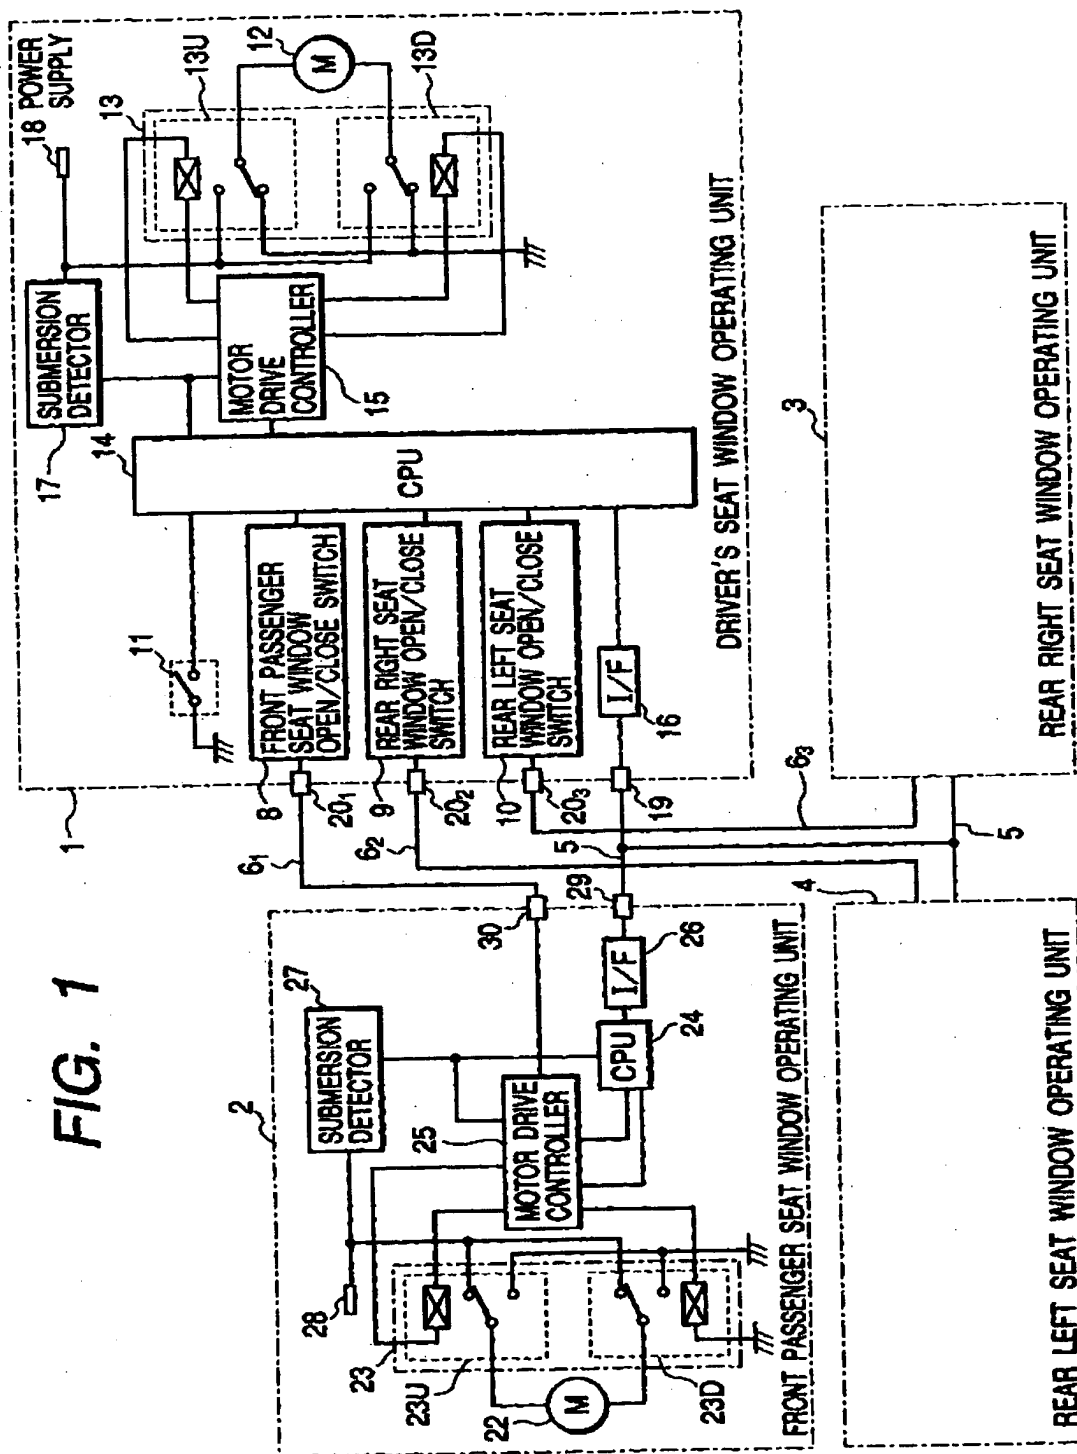 FIG. 1
1
18 POWER
SUPPLY
SUBMERSION
DETECTOR
17
13
13U
12
M
13D
MOTOR
DRIVE
CONTROLLER
15
14
CPU
11
FRONT PASSENGER
SEAT WINDOW
OPEN/CLOSE SWITCH
8
REAR RIGHT SEAT
WINDOW OPEN/CLOSE
SWITCH
9
REAR LEFT SEAT
WINDOW OPEN/CLOSE
SWITCH
10
I/F
16
20₁
20₂
20₃
19
DRIVER'S SEAT WINDOW OPERATING UNIT
6₁
6₂
6₃
5
5
2
SUBMERSION
DETECTOR
27
28
30
29
I/F
26
CPU
24
MOTOR DRIVE
CONTROLLER
25
23
23U
23D
22
M
FRONT PASSENGER SEAT WINDOW OPERATING UNIT
3
REAR RIGHT SEAT WINDOW OPERATING UNIT
4
REAR LEFT SEAT WINDOW OPERATING UNIT